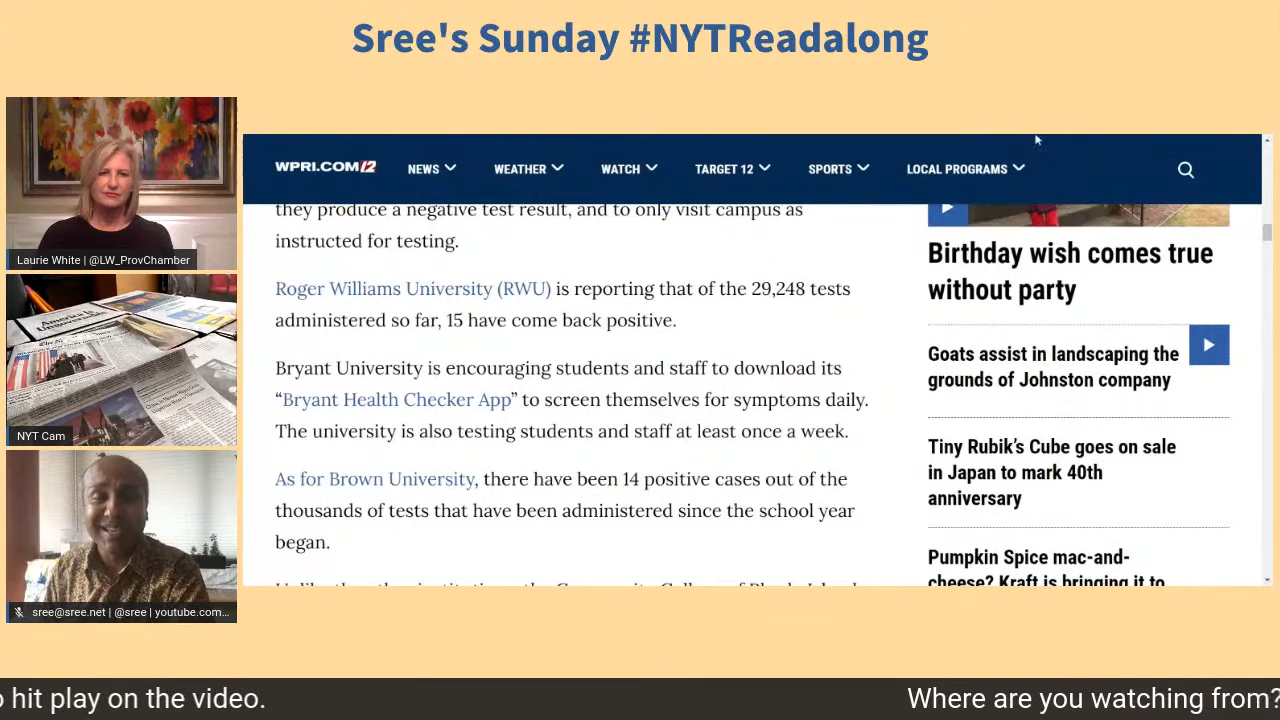 Sree's Sunday #NYTReadalong
Laurie White | @LW_ProvChamber
NYT Cam
sree@sree.net | @sree | youtube.com…
WPRI.COM 12
NEWS
WEATHER
WATCH
TARGET 12
SPORTS
LOCAL PROGRAMS
they produce a negative test result, and to only visit campus as
instructed for testing.
Roger Williams University (RWU) is reporting that of the 29,248 tests
administered so far, 15 have come back positive.
Bryant University is encouraging students and staff to download its
“Bryant Health Checker App” to screen themselves for symptoms daily.
The university is also testing students and staff at least once a week.
As for Brown University, there have been 14 positive cases out of the
thousands of tests that have been administered since the school year
began.
Birthday wish comes true
without party
Goats assist in landscaping the
grounds of Johnston company
Tiny Rubik’s Cube goes on sale
in Japan to mark 40th
anniversary
Pumpkin Spice mac-and-
cheese? Kraft is bringing it to
hit play on the video.
Where are you watching from?